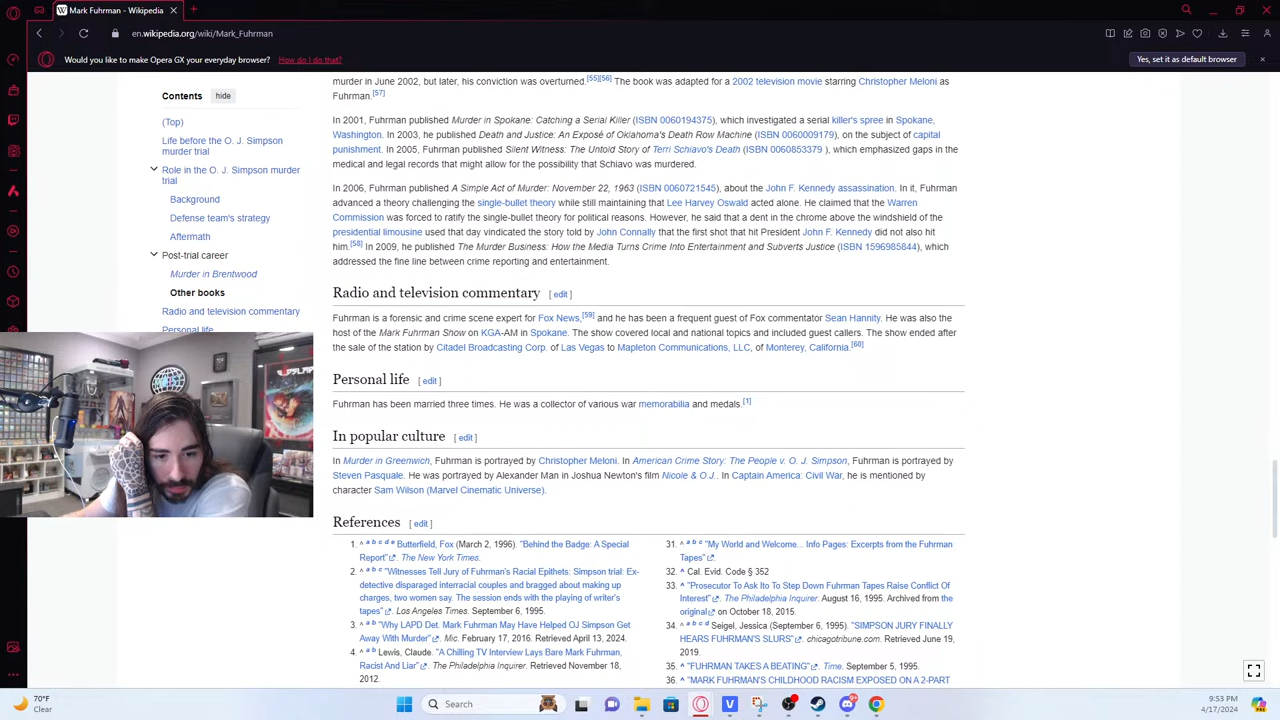 Mark Fuhrman - Wikipedia
en.wikipedia.org/wiki/Mark_Fuhrman
Would you like to make Opera GX your everyday browser? How do I do that?
Yes, set it as default browser
Contents hide
(Top)
Life before the O. J. Simpson
murder trial
Role in the O. J. Simpson murder
trial
Background
Defense team's strategy
Aftermath
Post-trial career
Murder in Brentwood
Other books
Radio and television commentary
Personal life
murder in June 2002, but later, his conviction was overturned.[55][56] The book was adapted for a 2002 television movie starring Christopher Meloni as
Fuhrman.[57]
In 2001, Fuhrman published Murder in Spokane: Catching a Serial Killer (ISBN 0060194375), which investigated a serial killer's spree in Spokane,
Washington. In 2003, he published Death and Justice: An Exposé of Oklahoma's Death Row Machine (ISBN 0060009179), on the subject of capital
punishment. In 2005, Fuhrman published Silent Witness: The Untold Story of Terri Schiavo's Death (ISBN 0060853379 ), which emphasized gaps in the
medical and legal records that might allow for the possibility that Schiavo was murdered.
In 2006, Fuhrman published A Simple Act of Murder: November 22, 1963 (ISBN 0060721545), about the John F. Kennedy assassination. In it, Fuhrman
advanced a theory challenging the single-bullet theory while still maintaining that Lee Harvey Oswald acted alone. He claimed that the Warren
Commission was forced to ratify the single-bullet theory for political reasons. However, he said that a dent in the chrome above the windshield of the
presidential limousine used that day vindicated the story told by John Connally that the first shot that hit President John F. Kennedy did not also hit
him.[58] In 2009, he published The Murder Business: How the Media Turns Crime Into Entertainment and Subverts Justice (ISBN 1596985844), which
addressed the fine line between crime reporting and entertainment.
Radio and television commentary [ edit ]
Fuhrman is a forensic and crime scene expert for Fox News,[59] and he has been a frequent guest of Fox commentator Sean Hannity. He was also the
host of the Mark Fuhrman Show on KGA-AM in Spokane. The show covered local and national topics and included guest callers. The show ended after
the sale of the station by Citadel Broadcasting Corp. of Las Vegas to Mapleton Communications, LLC, of Monterey, California.[60]
Personal life [ edit ]
Fuhrman has been married three times. He was a collector of various war memorabilia and medals.[1]
In popular culture [ edit ]
In Murder in Greenwich, Fuhrman is portrayed by Christopher Meloni. In American Crime Story: The People v. O. J. Simpson, Fuhrman is portrayed by
Steven Pasquale. He was portrayed by Alexander Man in Joshua Newton's film Nicole & O.J.. In Captain America: Civil War, he is mentioned by
character Sam Wilson (Marvel Cinematic Universe).
References [ edit ]
1. ^ a b c d e Butterfield, Fox (March 2, 1996). "Behind the Badge: A Special
Report". The New York Times.
2. ^ a b c "Witnesses Tell Jury of Fuhrman's Racial Epithets: Simpson trial: Ex-
detective disparaged interracial couples and bragged about making up
charges, two women say. The session ends with the playing of writer's
tapes". Los Angeles Times. September 6, 1995.
3. ^ a b "Why LAPD Det. Mark Fuhrman May Have Helped OJ Simpson Get
Away With Murder". Mic. February 17, 2016. Retrieved April 13, 2024.
4. ^ a b Lewis, Claude. "A Chilling TV Interview Lays Bare Mark Fuhrman,
Racist And Liar". The Philadelphia Inquirer. Retrieved November 18,
2012.
31. ^ a b c "My World and Welcome... Info Pages: Excerpts from the Fuhrman
Tapes".
32. ^ Cal. Evid. Code § 352
33. ^ "Prosecutor To Ask Ito To Step Down Fuhrman Tapes Raise Conflict Of
Interest". The Philadelphia Inquirer. August 16, 1995. Archived from the
original on October 18, 2015.
34. ^ a b c d Seigel, Jessica (September 6, 1995). "SIMPSON JURY FINALLY
HEARS FUHRMAN'S SLURS". chicagotribune.com. Retrieved June 19,
2019.
35. ^ "FUHRMAN TAKES A BEATING". Time. September 5, 1995.
36. ^ "MARK FUHRMAN'S CHILDHOOD RACISM EXPOSED ON A 2-PART
70°F
Clear
Search
9:53 PM
4/17/2024